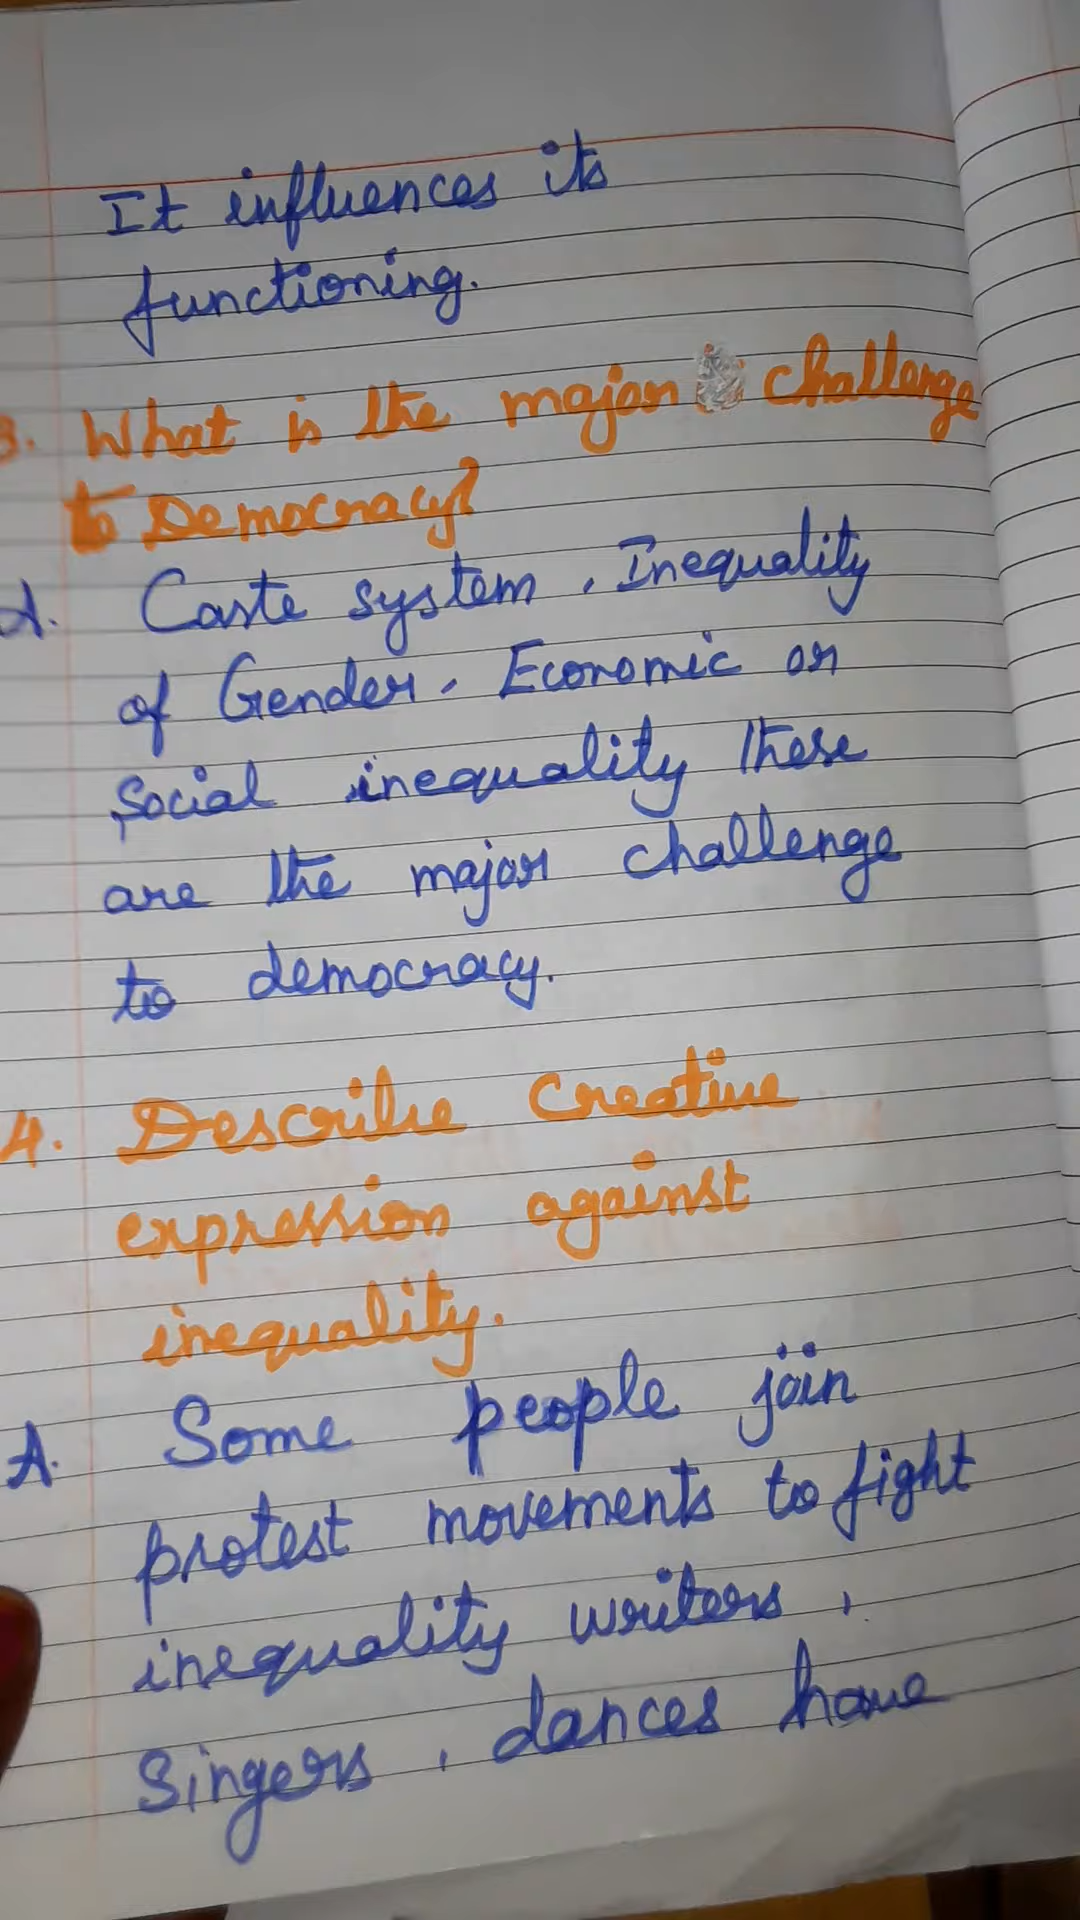 It influences its
functioning.
3. What is the major challenge
to Democracy?
A. Caste system, Inequality
of Gender, Economic or
Social inequality these
are the major challenge
to democracy.
4. Describe Creative
expression against
inequality.
A. Some people join
protest movements to fight
inequality writers,
Singers, dances have